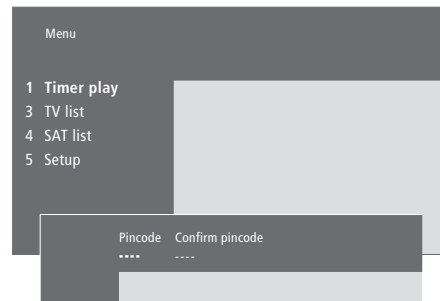 Menu
1 Timer play
3 TV list
4 SAT list
5 Setup
Pincode Confirm pincode
---- ----